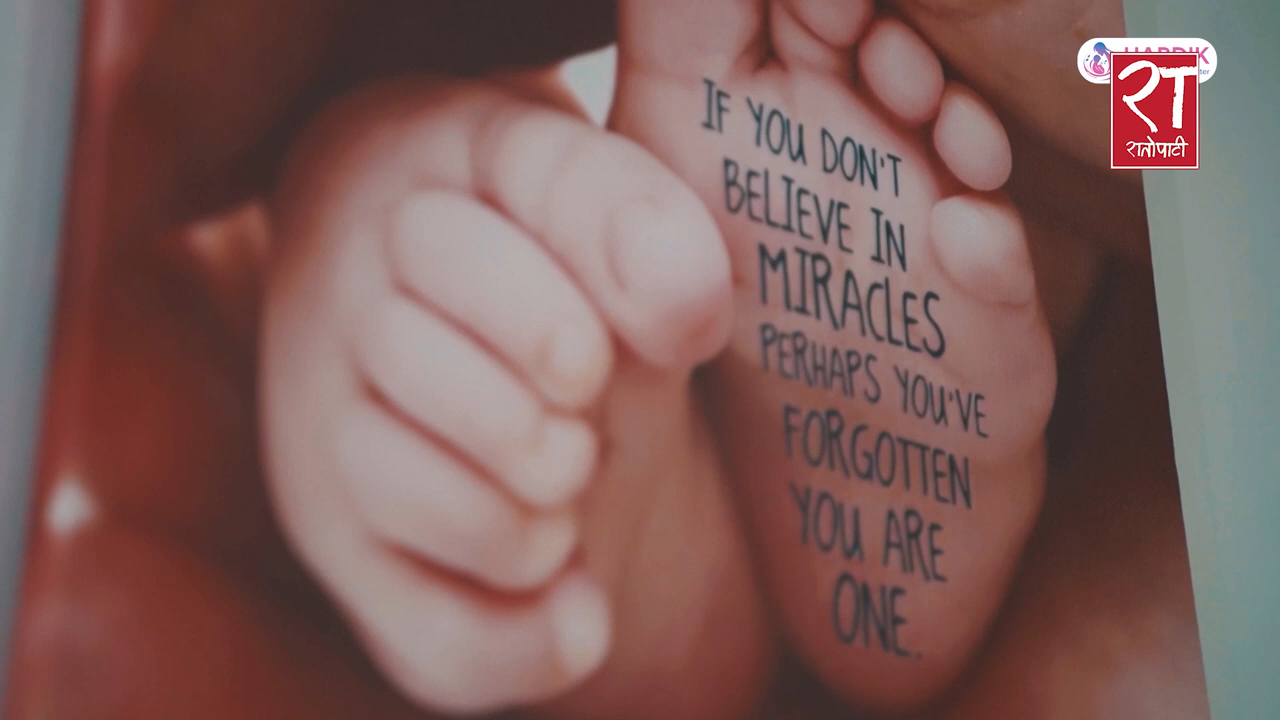 IF YOU DON'T
BELIEVE IN
MIRACLES
PERHAPS YOU'VE
FORGOTTEN
YOU ARE
ONE.
रा
रातोपाटी